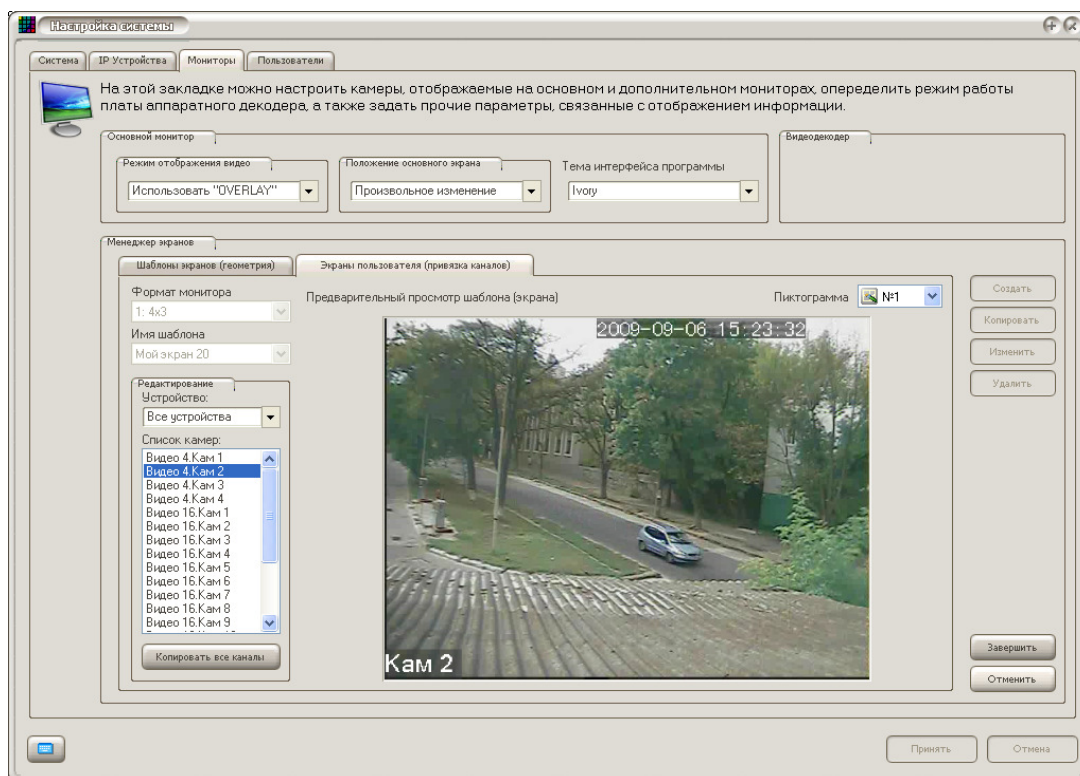 Настройка системы
Система
IP Устройства
Мониторы
Пользователи
На этой закладке можно настроить камеры, отображаемые на основном и дополнительном мониторах, опеределить режим работы
платы аппаратного декодера, а также задать прочие параметры, связанные с отображением информации.
Основной монитор
Видеодекодер
Режим отображения видео
Положение основного экрана
Тема интерфейса программы
Использовать "OVERLAY"
Произвольное изменение
Ivory
Менеджер экранов
Шаблоны экранов (геометрия)
Экраны пользователя (привязка каналов)
Формат монитора
Предварительный просмотр шаблона (экрана)
Пиктограмма
№1
Создать
1: 4x3
Копировать
Имя шаблона
Мой экран 20
Изменить
Удалить
Редактирование
Устройство:
Все устройства
Список камер:
Видео 4.Кам 1
Видео 4.Кам 2
Видео 4.Кам 3
Видео 4.Кам 4
Видео 16.Кам 1
Видео 16.Кам 2
Видео 16.Кам 3
Видео 16.Кам 4
Видео 16.Кам 5
Видео 16.Кам 6
Видео 16.Кам 7
Видео 16.Кам 8
Видео 16.Кам 9
Копировать все каналы
2009-09-06 15:23:32
Кам 2
Завершить
Отменить
Принять
Отмена